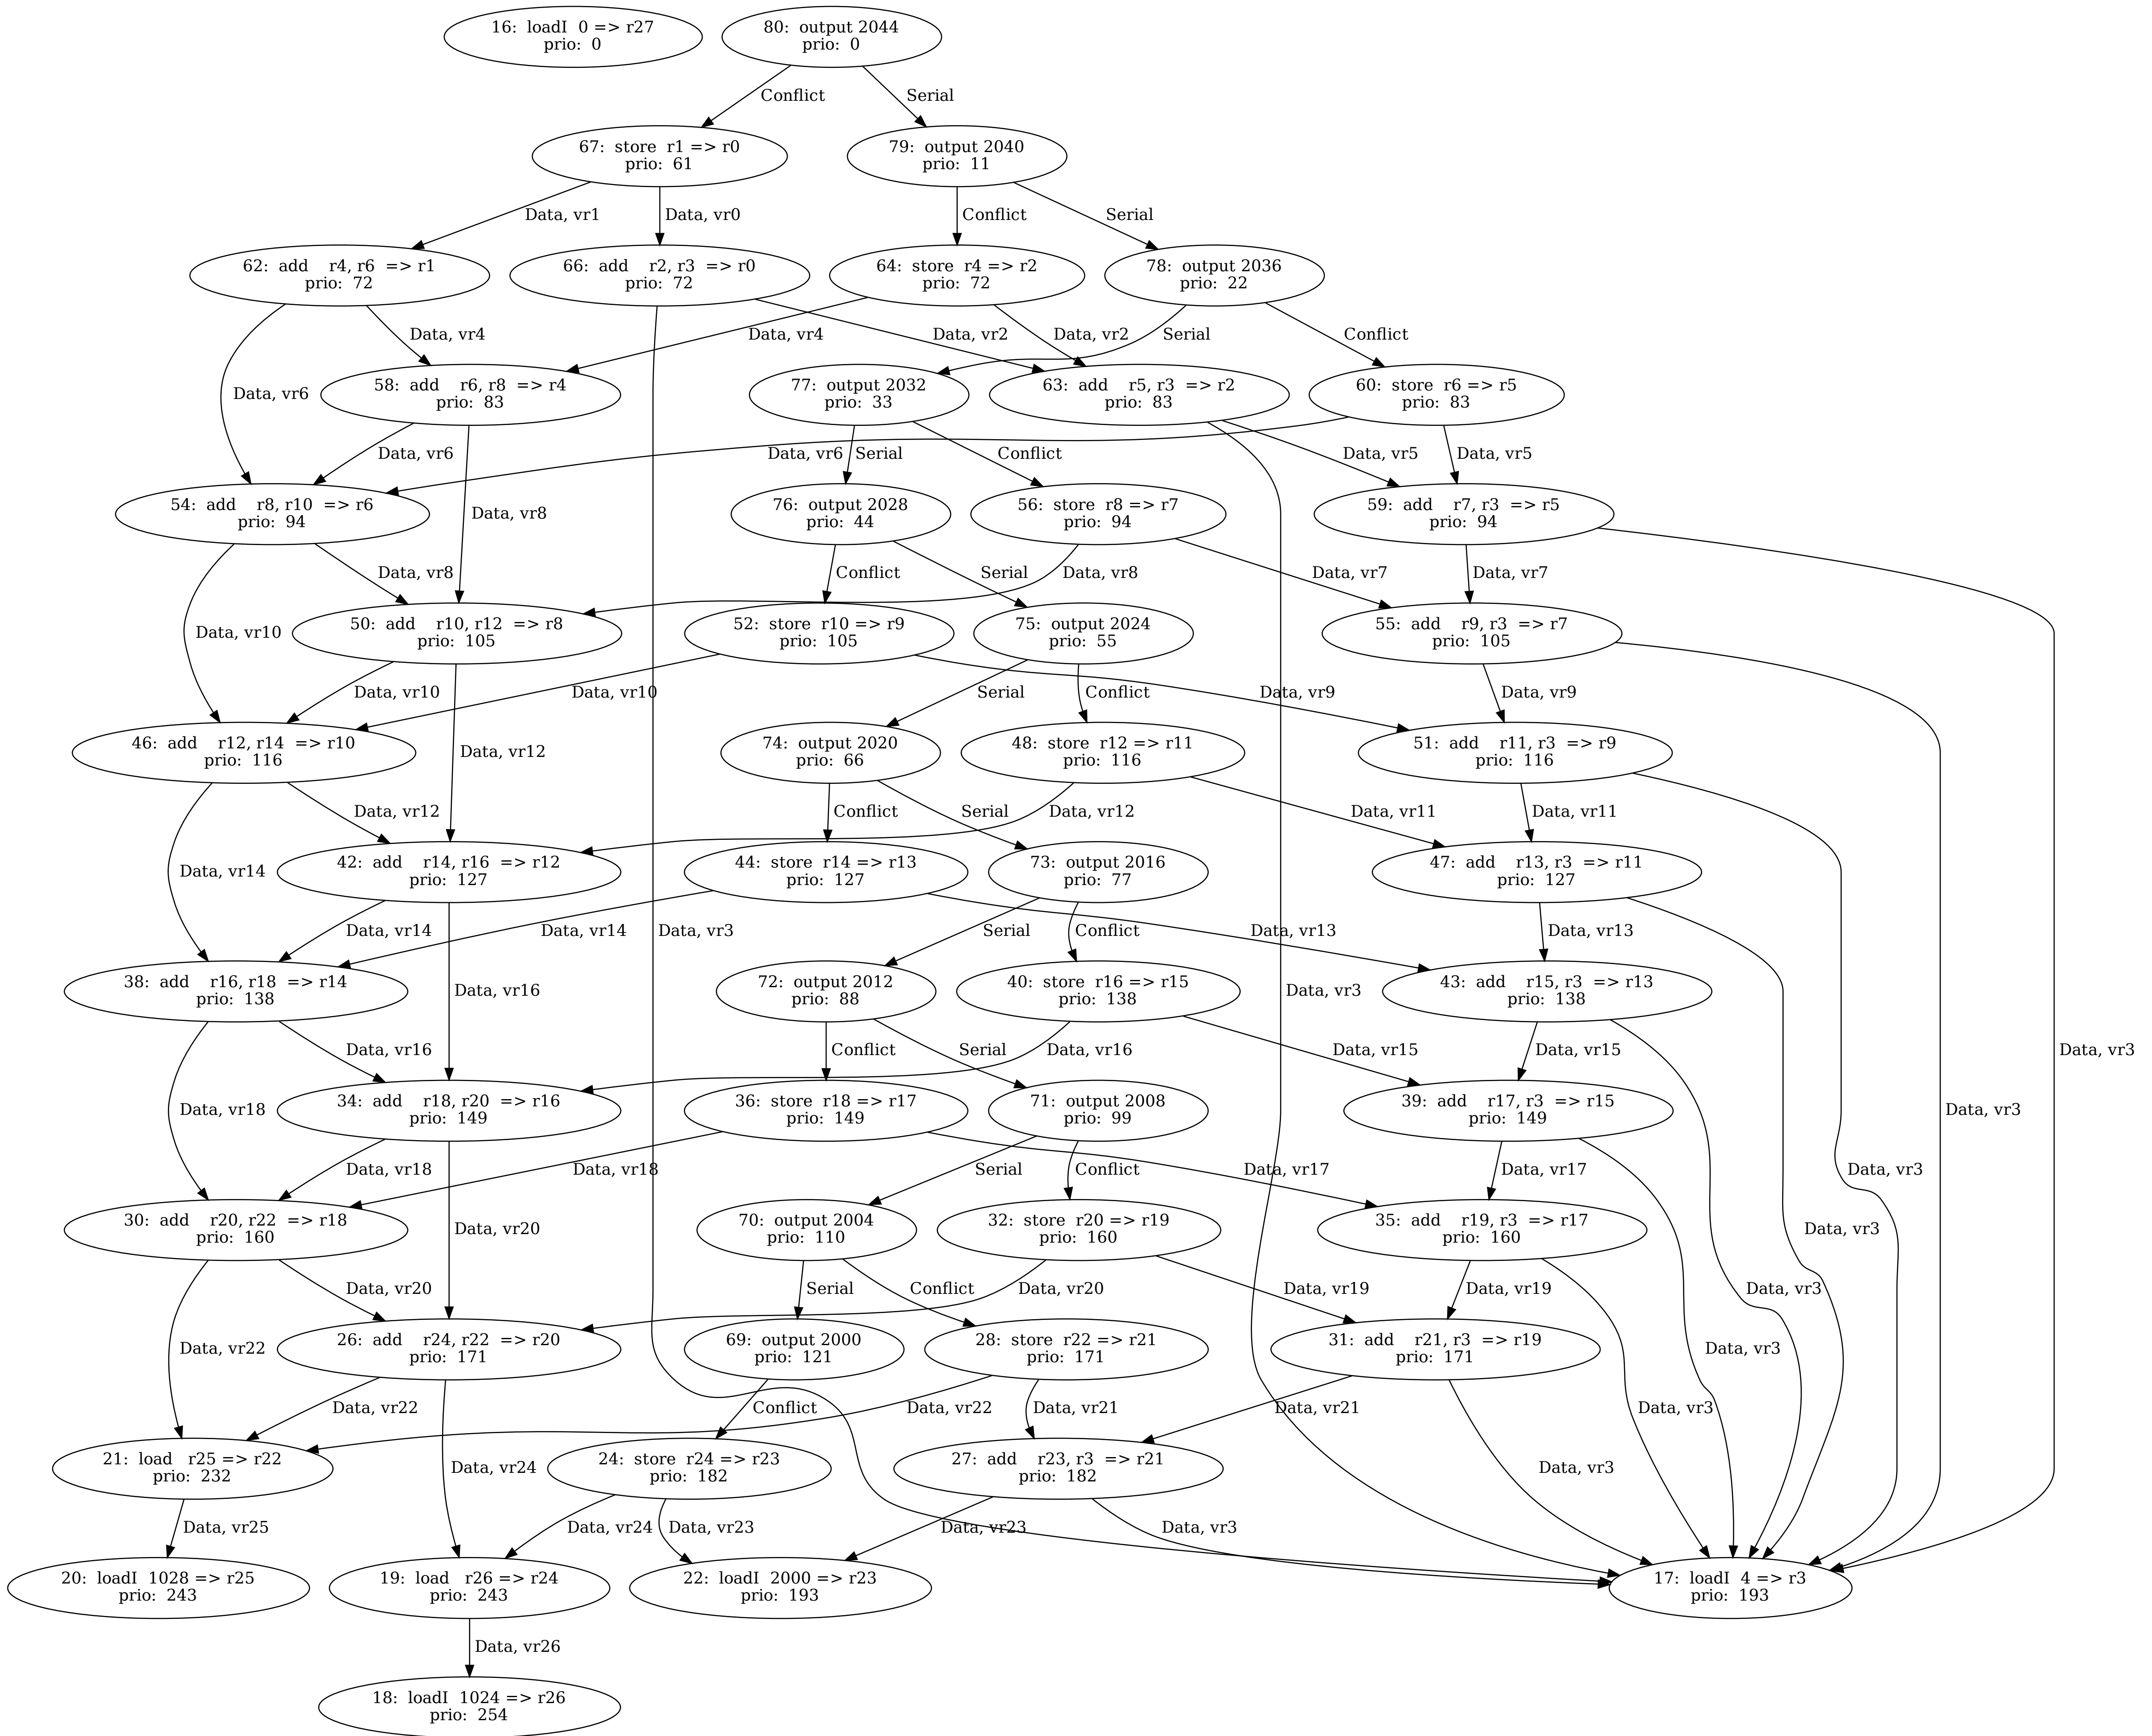 16:  loadI  0 => r27
prio:  0
80:  output 2044
prio:  0
Conflict
Serial
67:  store  r1 => r0
prio:  61
79:  output 2040
prio:  11
Data, vr1
Data, vr0
Conflict
Serial
62:  add    r4, r6  => r1
prio:  72
66:  add    r2, r3  => r0
prio:  72
64:  store  r4 => r2
prio:  72
78:  output 2036
prio:  22
Data, vr4
Data, vr4
Data, vr2
Data, vr2
Serial
Conflict
Data, vr6
58:  add    r6, r8  => r4
prio:  83
77:  output 2032
prio:  33
63:  add    r5, r3  => r2
prio:  83
60:  store  r6 => r5
prio:  83
Data, vr6
Data, vr6
Serial
Conflict
Data, vr5
Data, vr5
Data, vr8
54:  add    r8, r10  => r6
prio:  94
76:  output 2028
prio:  44
56:  store  r8 => r7
prio:  94
59:  add    r7, r3  => r5
prio:  94
Data, vr8
Conflict
Serial
Data, vr8
Data, vr7
Data, vr7
Data, vr10
50:  add    r10, r12  => r8
prio:  105
52:  store  r10 => r9
prio:  105
75:  output 2024
prio:  55
55:  add    r9, r3  => r7
prio:  105
Data, vr10
Data, vr10
Serial
Conflict
Data, vr9
Data, vr9
46:  add    r12, r14  => r10
prio:  116
Data, vr12
74:  output 2020
prio:  66
48:  store  r12 => r11
prio:  116
51:  add    r11, r3  => r9
prio:  116
Data, vr12
Conflict
Serial
Data, vr12
Data, vr11
Data, vr11
Data, vr14
42:  add    r14, r16  => r12
prio:  127
44:  store  r14 => r13
prio:  127
73:  output 2016
prio:  77
47:  add    r13, r3  => r11
prio:  127
Data, vr14
Data, vr14
Data, vr3
Serial
Conflict
Data, vr13
Data, vr13
38:  add    r16, r18  => r14
prio:  138
Data, vr16
72:  output 2012
prio:  88
40:  store  r16 => r15
prio:  138
Data, vr3
43:  add    r15, r3  => r13
prio:  138
Data, vr16
Conflict
Serial
Data, vr16
Data, vr15
Data, vr15
Data, vr3
Data, vr18
34:  add    r18, r20  => r16
prio:  149
36:  store  r18 => r17
prio:  149
71:  output 2008
prio:  99
39:  add    r17, r3  => r15
prio:  149
Data, vr3
Data, vr18
Data, vr18
Serial
Conflict
Data, vr17
Data, vr17
Data, vr3
30:  add    r20, r22  => r18
prio:  160
Data, vr20
70:  output 2004
prio:  110
32:  store  r20 => r19
prio:  160
35:  add    r19, r3  => r17
prio:  160
Data, vr3
Data, vr20
Serial
Conflict
Data, vr20
Data, vr19
Data, vr19
Data, vr3
Data, vr22
26:  add    r24, r22  => r20
prio:  171
69:  output 2000
prio:  121
28:  store  r22 => r21
prio:  171
31:  add    r21, r3  => r19
prio:  171
Data, vr3
Data, vr22
Conflict
Data, vr22
Data, vr21
Data, vr21
Data, vr3
21:  load   r25 => r22
prio:  232
Data, vr24
24:  store  r24 => r23
prio:  182
27:  add    r23, r3  => r21
prio:  182
Data, vr3
Data, vr25
Data, vr24
Data, vr23
Data, vr23
Data, vr3
20:  loadI  1028 => r25
prio:  243
19:  load   r26 => r24
prio:  243
22:  loadI  2000 => r23
prio:  193
17:  loadI  4 => r3
prio:  193
Data, vr26
18:  loadI  1024 => r26
prio:  254